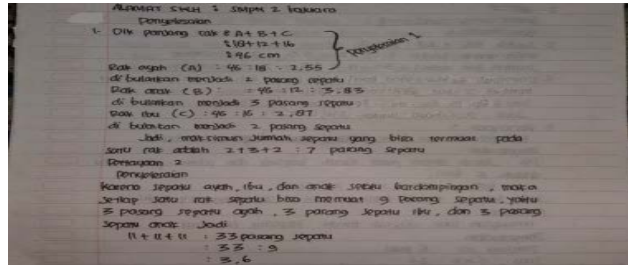 ALAMAT SMLH : SMPN 2
Penyelesaian
1. Dik panjang rak : A + B + C
: 18 + 12 + 16
: 46 cm
Penyelesaian 1
Rak ayah (A) : 46 : 18 : 2,55
di bulatkan menjadi 2 pasang sepatu
Rak anak (B) : 46 : 12 : 3,83
di bulatkan menjadi 3 pasang sepatu
Rak ibu (C) : 46 : 16 : 2,87
di bulatkan menjadi 2 pasang sepatu
Jadi, maksimum jumlah sepatu yang bisa termuat pada
satu rak adalah 2 + 3 + 2 : 7 pasang sepatu
Pertanyaan 2
Penyelesaian
Karena sepatu ayah, ibu, dan anak selalu berdampingan, maka
setiap satu rak sepatu bisa memuat 9 pasang sepatu, yaitu
3 pasang sepatu ayah, 3 pasang sepatu ibu, dan 3 pasang
sepatu anak. Jadi
11 + 11 + 11 : 33 pasang sepatu
: 33 : 9
: 3,6